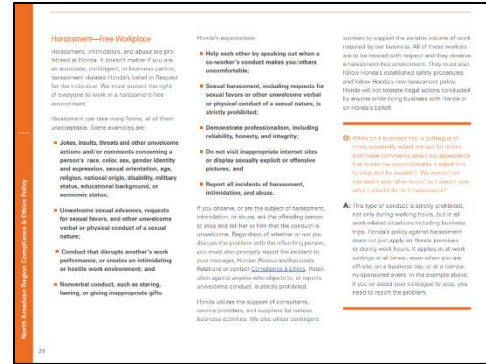 Harassment—Free Workplace
Harassment, intimidation, and abuse are pro-
hibited at Honda. It doesn't matter if you are
an associate, contingent, or business partner,
harassment violates Honda's belief in Respect
for the Individual. We must protect the right
of everyone to work in a harassment-free
environment.
Harassment can take many forms, all of them
unacceptable. Some examples are:
Jokes, insults, threats and other unwelcome
actions and/or comments concerning a
person's race, color, sex, gender identity
and expression, sexual orientation, age,
religion, national origin, disability, military
status, educational background, or
economic status;
Unwelcome sexual advances, requests
for sexual favors, and other unwelcome
verbal or physical conduct of a sexual
nature;
Conduct that disrupts another's work
performance, or creates an intimidating
or hostile work environment; and
Nonverbal conduct, such as staring,
leering, or giving inappropriate gifts.
Honda's expectations:
Help each other by speaking out when a
co-worker's conduct makes you/others
uncomfortable;
Sexual harassment, including requests for
sexual favors or other unwelcome verbal
or physical conduct of a sexual nature, is
strictly prohibited;
Demonstrate professionalism, including
reliability, honesty, and integrity;
Do not visit inappropriate internet sites
or display sexually explicit or offensive
pictures; and
Report all incidents of harassment,
intimidation, and abuse.
If you observe, or are the subject of harassment,
intimidation, or abuse, ask the offending person
to stop and tell her or him that the conduct is
unwelcome. Regardless of whether or not you
discuss the problem with the offending person,
you must also promptly report the incident to
your manager, Human Resources/Associate
Relations or contact Compliance & Ethics. Retali-
ation against anyone who objects to, or reports
unwelcome conduct, is strictly prohibited.
Honda utilizes the support of consultants,
service providers, and suppliers for various
business activities. We also utilize contingent
workers to support the variable volume of work
required by our business. All of these workers
are to be treated with respect and they deserve
a harassment-free environment. They must also
follow Honda's established safety procedures
and follow Honda's non-harassment policy.
Honda will not tolerate illegal actions conducted
by anyone while doing business with Honda or
on Honda's behalf.
Q: While on a business trip, a colleague of
mine repeatedly asked me out for drinks
and made comments about my appearance
that made me uncomfortable. I asked him
to stop, but he wouldn't. We weren't on
site and it was 'after hours' so I wasn't sure
what I should do. Is it harassment?
A: This type of conduct is strictly prohibited,
not only during working hours, but in all
work-related situations including business
trips. Honda's policy against harassment
does not just apply on Honda premises
or during work hours. It applies in all work
settings at all times - even when you are
off-site, on a business trip, or at a compa-
ny-sponsored event. In the example above,
if you've asked your colleague to stop, you
need to report the problem.
North American Region Compliance & Ethics Policy
24